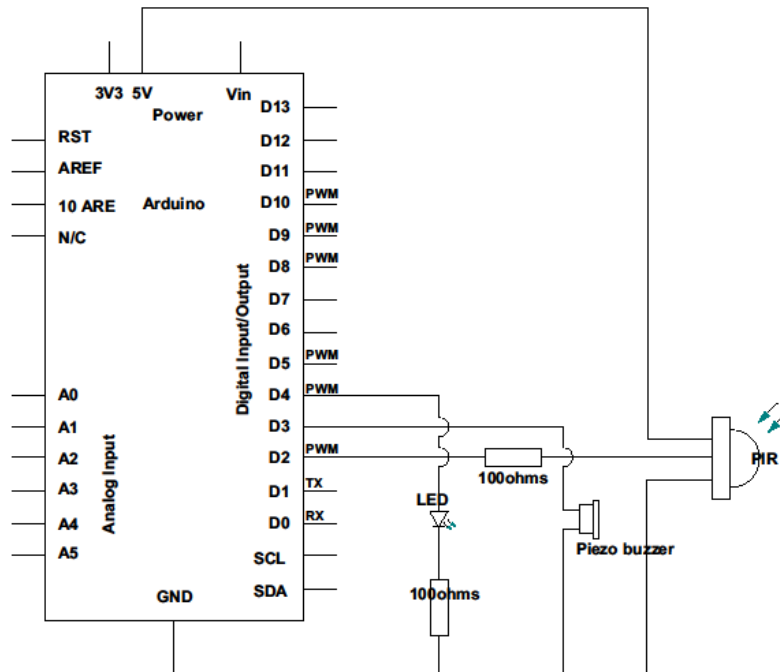 3V3 5V Vin
Power
D13
RST D12
AREF D11
10 ARE Arduino D10 PWM
N/C D9 PWM
D8 PWM
D7
Digital Input/Output
D6
D5 PWM
A0 D4 PWM
A1 D3
A2 D2 PWM
PIR
100ohms
Analog Input
A3 D1 TX
LED
A4 D0 RX
A5 SCL
Piezo buzzer
GND SDA
100ohms